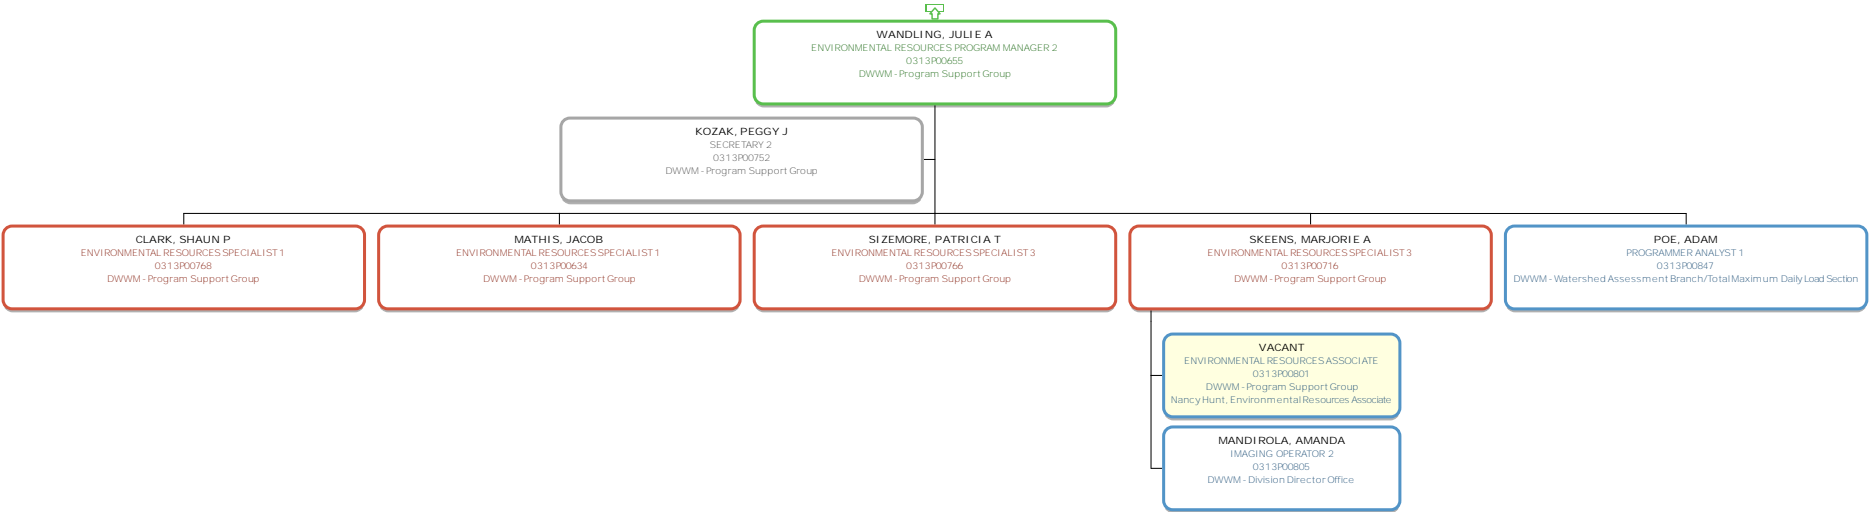 WANDLING, JULIE A
ENVIRONMENTAL RESOURCES PROGRAM MANAGER 2
0313P00655
DWWM - Program Support Group
KOZAK, PEGGY J
SECRETARY 2
0313P00752
DWWM - Program Support Group
CLARK, SHAUN P
ENVIRONMENTAL RESOURCES SPECIALIST 1
0313P00768
DWWM - Program Support Group
MATHIS, JACOB
ENVIRONMENTAL RESOURCES SPECIALIST 1
0313P00634
DWWM - Program Support Group
SIZEMORE, PATRICIA T
ENVIRONMENTAL RESOURCES SPECIALIST 3
0313P00766
DWWM - Program Support Group
SKEENS, MARJORIE A
ENVIRONMENTAL RESOURCES SPECIALIST 3
0313P00716
DWWM - Program Support Group
POE, ADAM
PROGRAMMER ANALYST 1
0313P00847
DWWM - Watershed Assessment Branch/Total Maximum Daily Load Section
VACANT
ENVIRONMENTAL RESOURCES ASSOCIATE
0313P00801
DWWM - Program Support Group
Nancy Hunt, Environmental Resources Associate
MANDIROLA, AMANDA
IMAGING OPERATOR 2
0313P00805
DWWM - Division Director Office